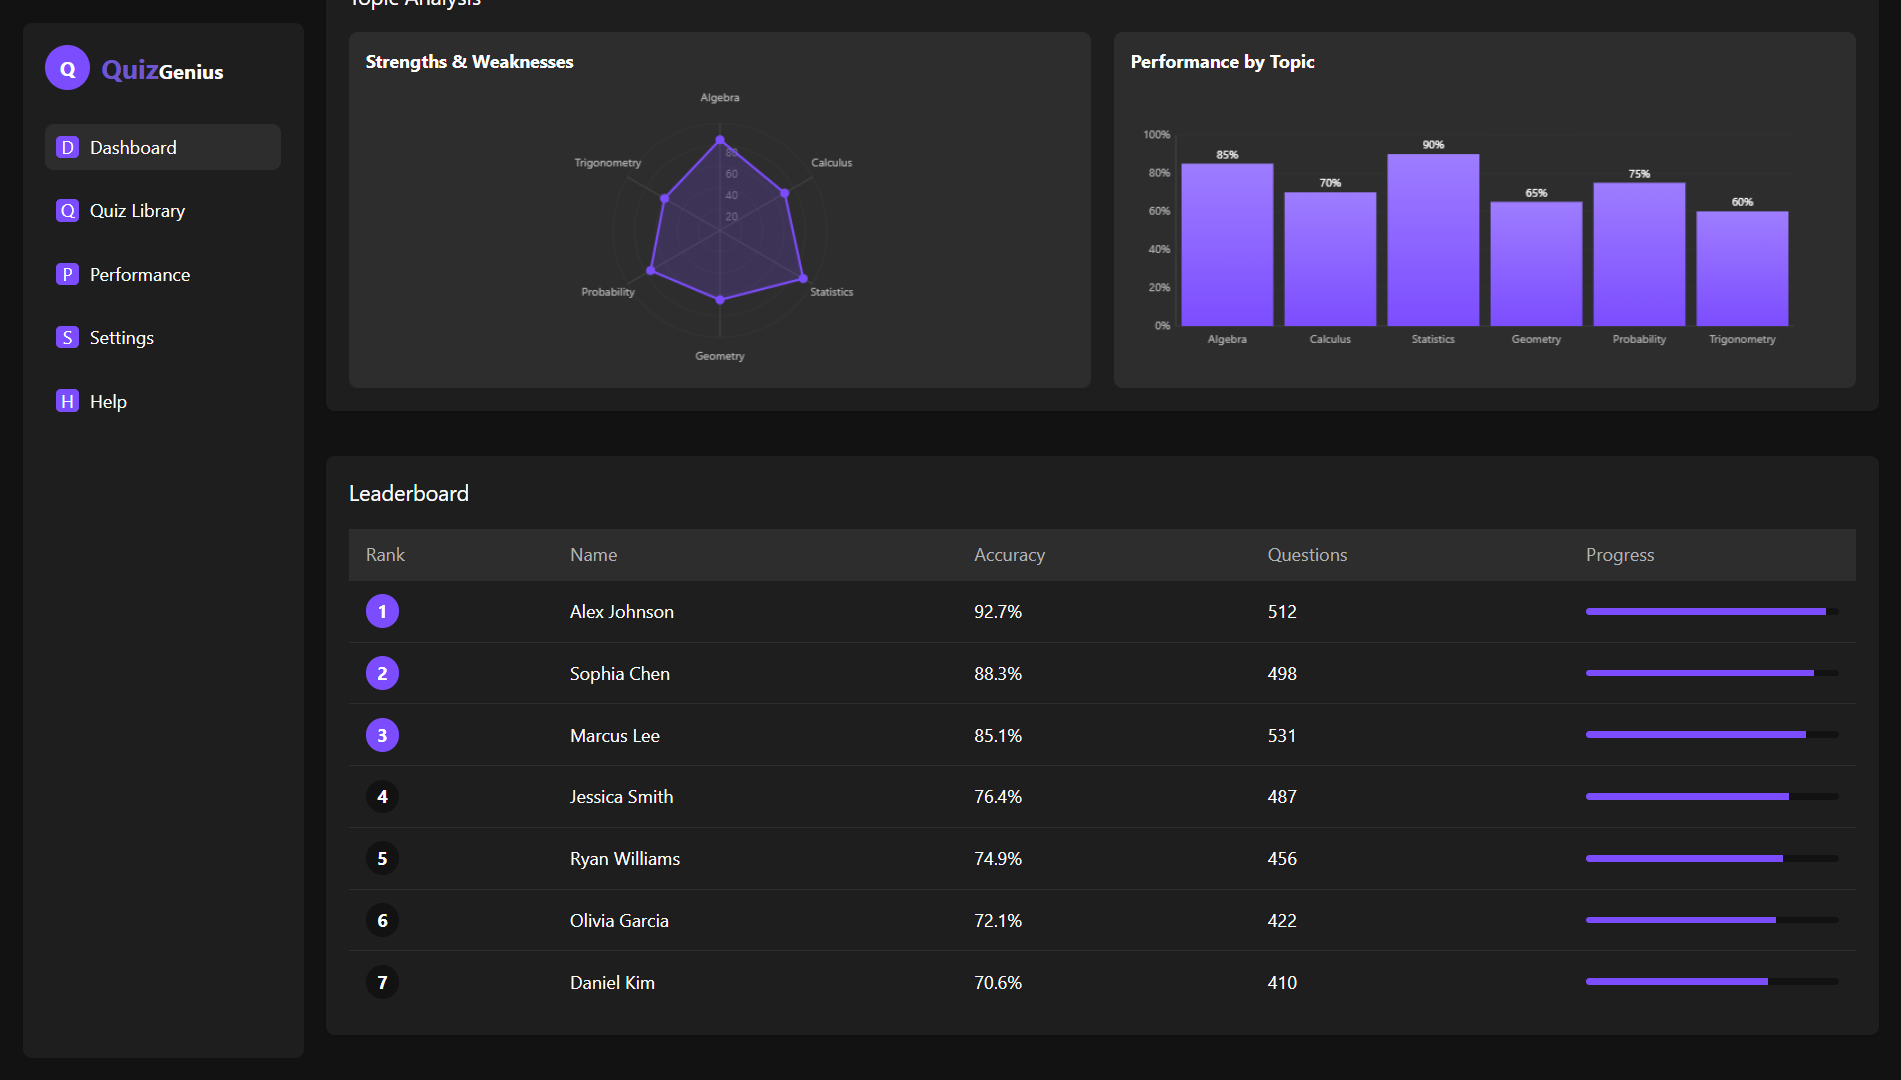 Topic Analysis
Q QuizGenius
D Dashboard
Q Quiz Library
P Performance
S Settings
H Help
Strengths & Weaknesses
Algebra
Trigonometry
Calculus
80
60
40
20
Probability
Statistics
Geometry
Performance by Topic
100%
80%
60%
40%
20%
0%
85%
70%
90%
65%
75%
60%
Algebra Calculus Statistics Geometry Probability Trigonometry
Leaderboard
Rank Name Accuracy Questions Progress
1 Alex Johnson 92.7% 512
2 Sophia Chen 88.3% 498
3 Marcus Lee 85.1% 531
4 Jessica Smith 76.4% 487
5 Ryan Williams 74.9% 456
6 Olivia Garcia 72.1% 422
7 Daniel Kim 70.6% 410